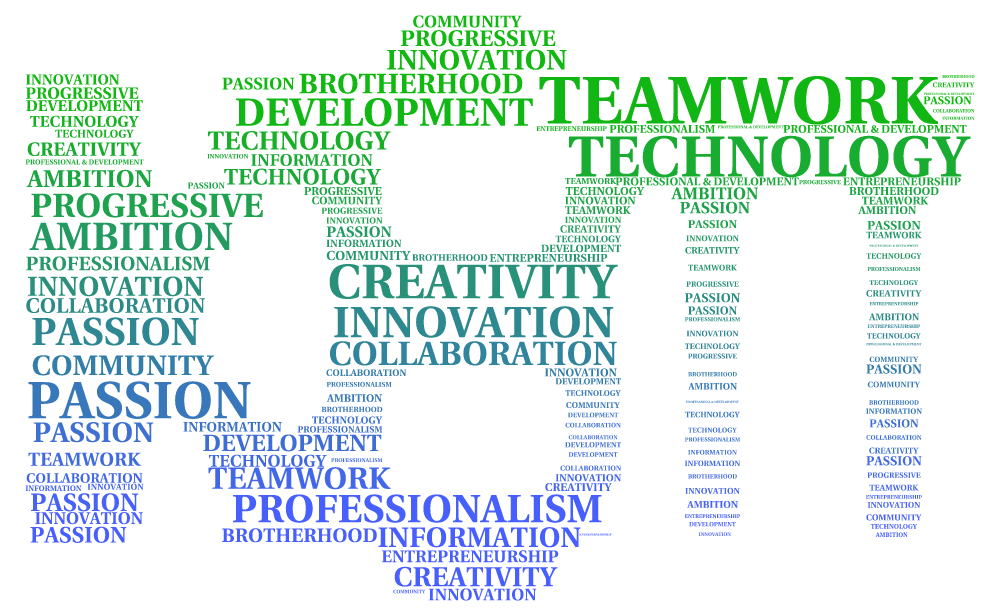 COMMUNITY
PROGRESSIVE
INNOVATION
INNOVATION PASSION BROTHERHOOD TEAMWORK BROTHERHOOD
PROGRESSIVE CREATIVITY
DEVELOPMENT DEVELOPMENT PROFESSIONAL & DEVELOPMENT
PASSION
TECHNOLOGY COLLABORATION
INFORMATION
TECHNOLOGY TECHNOLOGY ENTREPRENEURSHIP PROFESSIONALISM PROFESSIONAL & DEVELOPMENT PROFESSIONAL & DEVELOPMENT
CREATIVITY INNOVATION INFORMATION TECHNOLOGY
PROFESSIONAL & DEVELOPMENT
AMBITION PASSION TECHNOLOGY TEAMWORK PROFESSIONAL & DEVELOPMENT PROGRESSIVE ENTREPRENEURSHIP
PROGRESSIVE TECHNOLOGY AMBITION BROTHERHOOD
COMMUNITY INNOVATION TEAMWORK
PROGRESSIVE PROGRESSIVE TEAMWORK PASSION AMBITION
INNOVATION INNOVATION
AMBITION PASSION CREATIVITY PASSION PASSION
INFORMATION TECHNOLOGY INNOVATION TEAMWORK
DEVELOPMENT CREATIVITY PROFESSIONAL & DEVELOPMENT
COMMUNITY BROTHERHOOD ENTREPRENEURSHIP TECHNOLOGY
PROFESSIONALISM CREATIVITY TEAMWORK PROFESSIONALISM
INNOVATION PROGRESSIVE TECHNOLOGY
PASSION CREATIVITY
COLLABORATION ENTREPRENEURSHIP
INNOVATION PASSION AMBITION
PROFESSIONALISM ENTREPRENEURSHIP
PASSION INNOVATION TECHNOLOGY
COLLABORATION TECHNOLOGY PROFESSIONAL & DEVELOPMENT
PROGRESSIVE COMMUNITY
COMMUNITY COLLABORATION INNOVATION BROTHERHOOD PASSION
PROFESSIONALISM DEVELOPMENT AMBITION COMMUNITY
PASSION AMBITION TECHNOLOGY PROFESSIONAL & DEVELOPMENT BROTHERHOOD
BROTHERHOOD COMMUNITY TECHNOLOGY INFORMATION
TECHNOLOGY DEVELOPMENT PASSION
PASSION INFORMATION PROFESSIONALISM COLLABORATION TECHNOLOGY
DEVELOPMENT COLLABORATION PROFESSIONALISM COLLABORATION
DEVELOPMENT INFORMATION CREATIVITY
TEAMWORK TECHNOLOGY PROFESSIONALISM DEVELOPMENT INFORMATION PASSION
COLLABORATION TEAMWORK COLLABORATION BROTHERHOOD PROGRESSIVE
INNOVATION
INFORMATION INNOVATION CREATIVITY INNOVATION TEAMWORK
PASSION PROFESSIONALISM AMBITION ENTREPRENEURSHIP
INNOVATION
INNOVATION ENTREPRENEURSHIP COMMUNITY
DEVELOPMENT TECHNOLOGY
PASSION BROTHERHOOD INFORMATION INNOVATION AMBITION
ENTREPRENEURSHIP
CREATIVITY
COMMUNITY INNOVATION